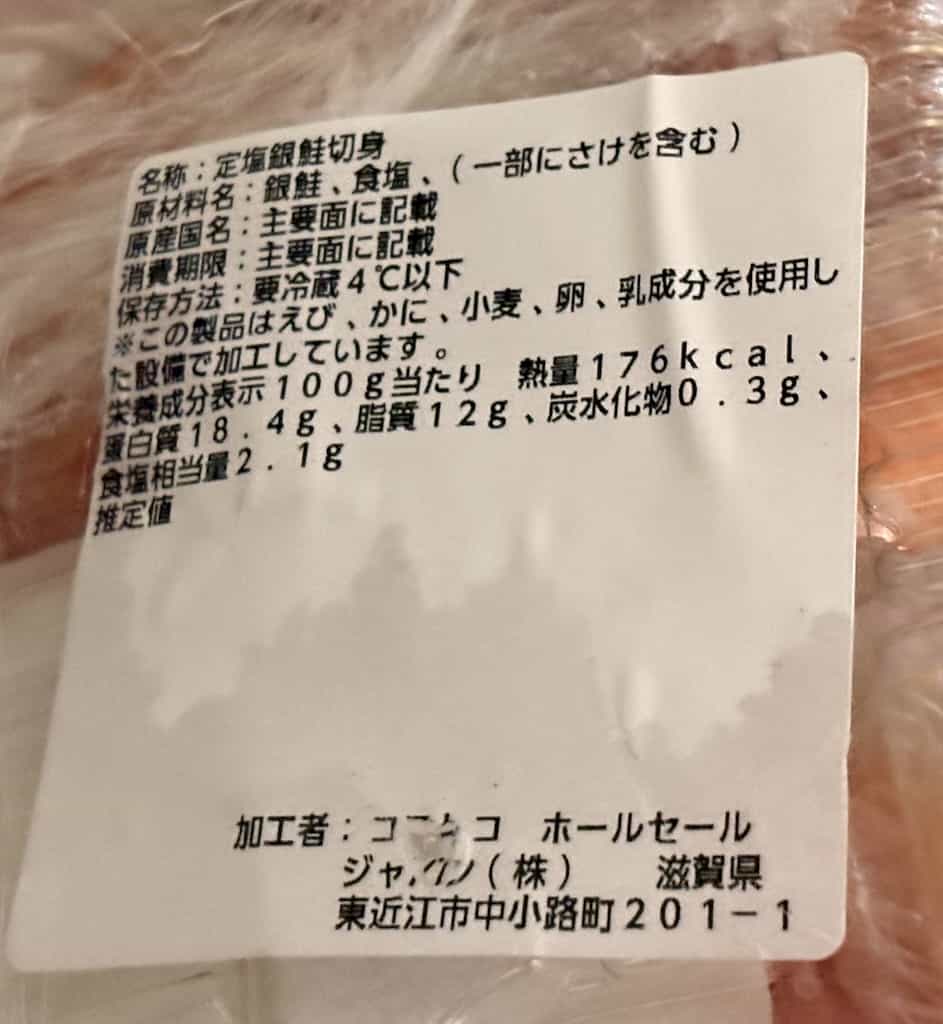 名称：定塩銀鮭切身
原材料名：銀鮭、食塩、（一部にさけを含む）
原産国名：主要面に記載
消費期限：主要面に記載
保存方法：要冷蔵４℃以下
※この製品はえび、かに、小麦、卵、乳成分を使用し
た設備で加工しています。
栄養成分表示１００ｇ当たり　熱量１７６ｋｃａｌ、
蛋白質１８．４ｇ、脂質１２ｇ、炭水化物０．３ｇ、
食塩相当量２．１ｇ
推定値
加工者：　ホールセール
（株）　滋賀県
東近江市中小路町２０１－１